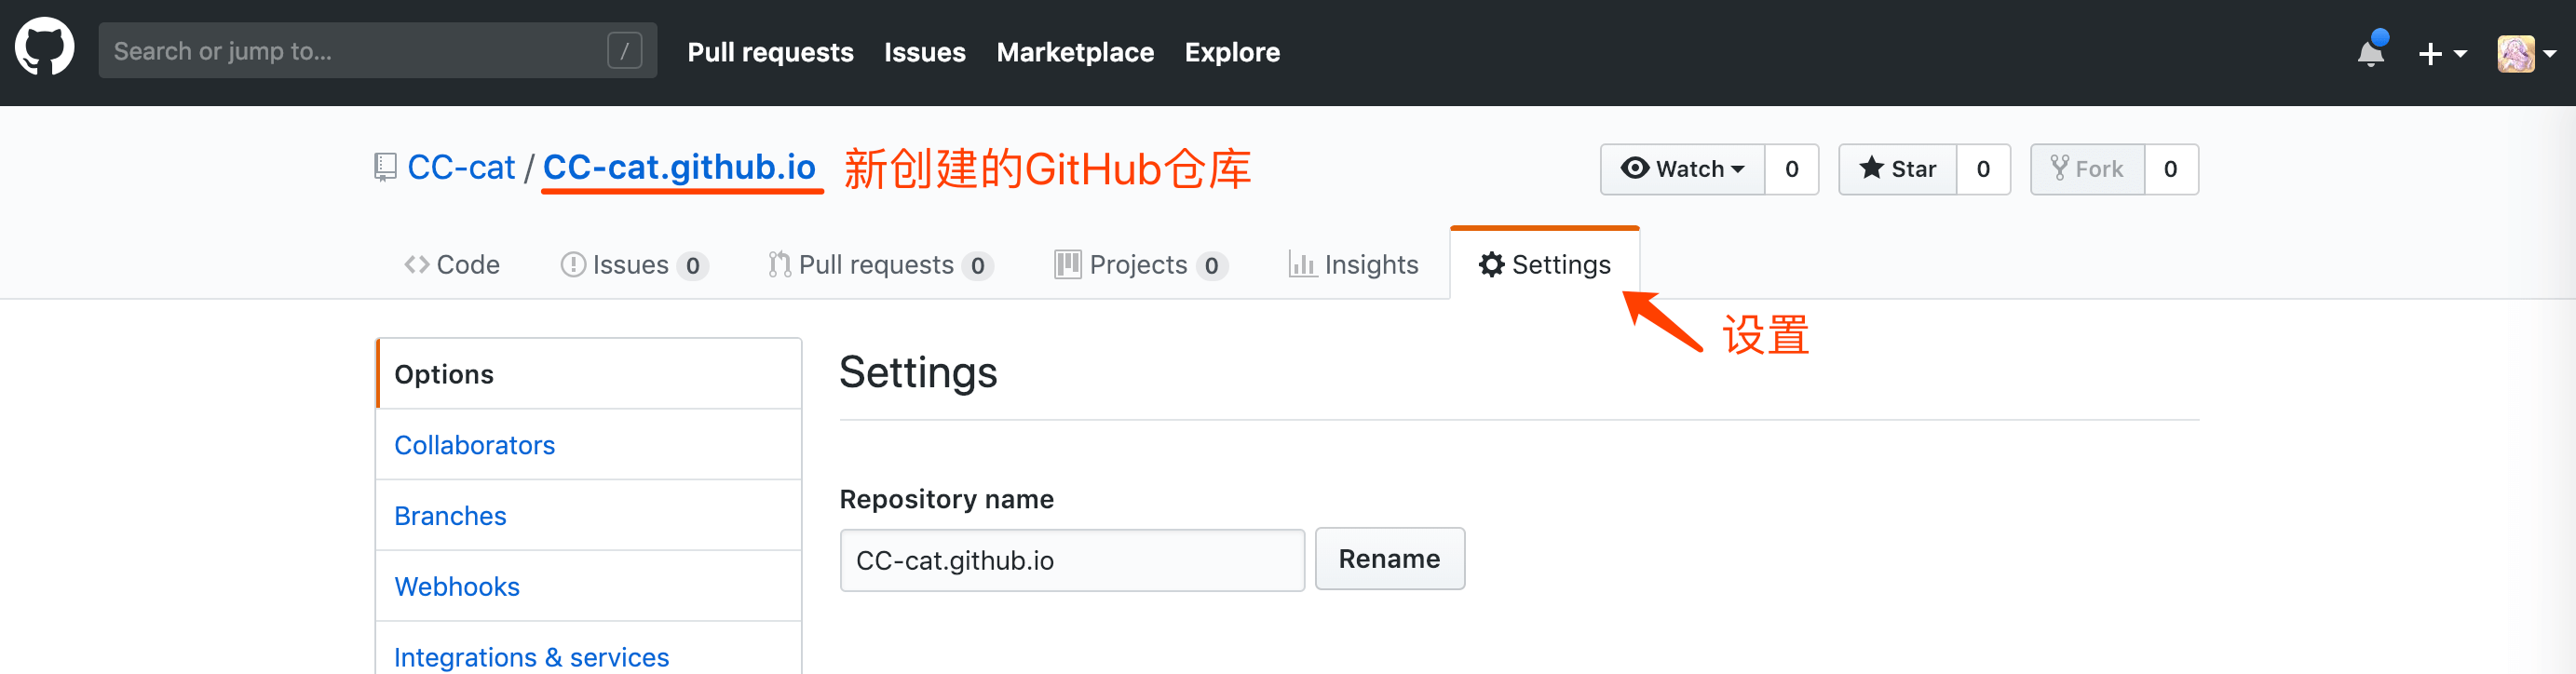 Search or jump to... / Pull requests Issues Marketplace Explore
CC-cat / CC-cat.github.io 新创建的GitHub仓库 Watch 0 Star 0 Fork 0
Code Issues 0 Pull requests 0 Projects 0 Insights Settings
设置
Options
Collaborators
Branches
Webhooks
Integrations & services
Settings
Repository name
CC-cat.github.io Rename